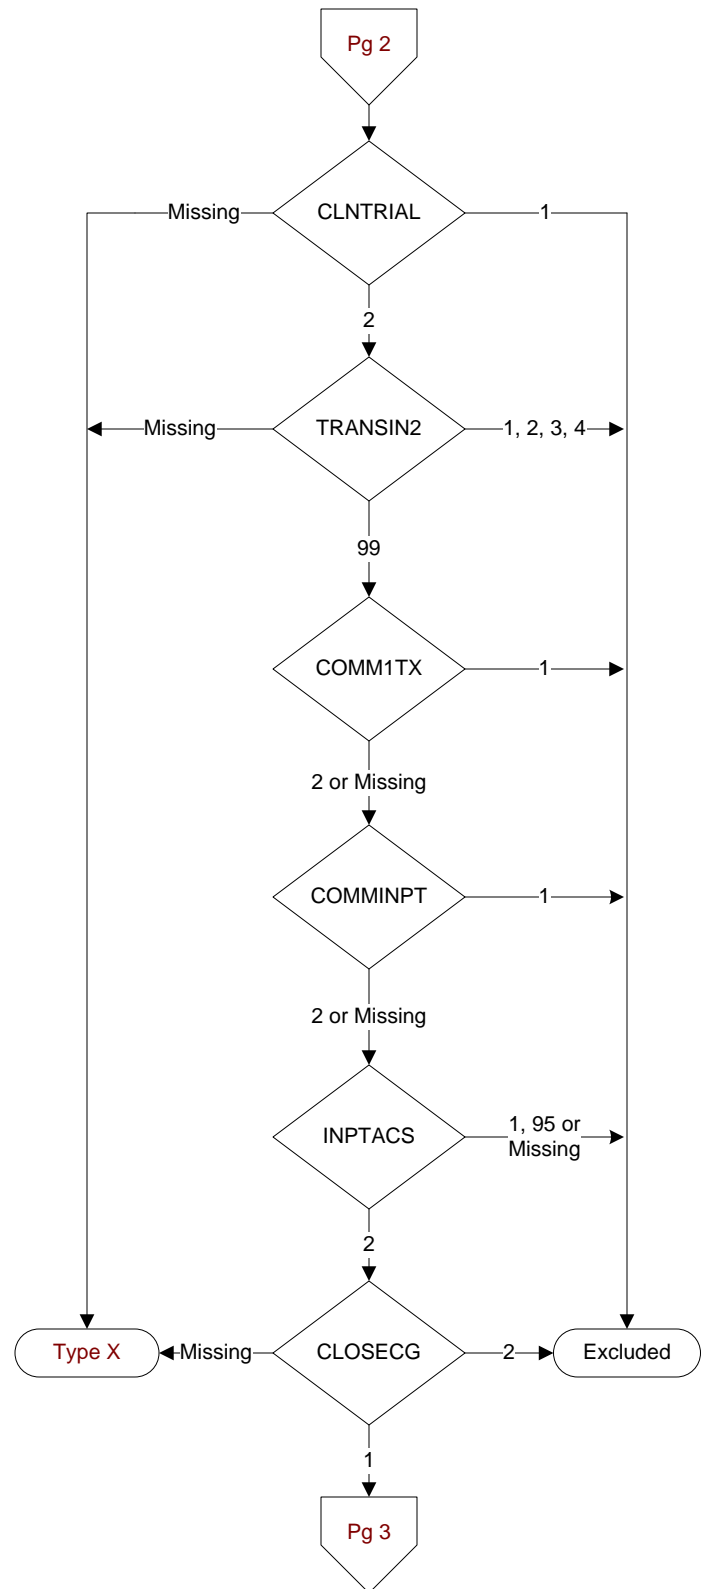 Pg 2
Missing
CLNTRIAL
1
2
Missing
TRANSIN2
1, 2, 3, 4
99
COMM1TX
1
2 or Missing
COMMINPT
1
2 or Missing
INPTACS
1, 95 or
Missing
2
Type X
Missing
CLOSECG
2
Excluded
1
Pg 3